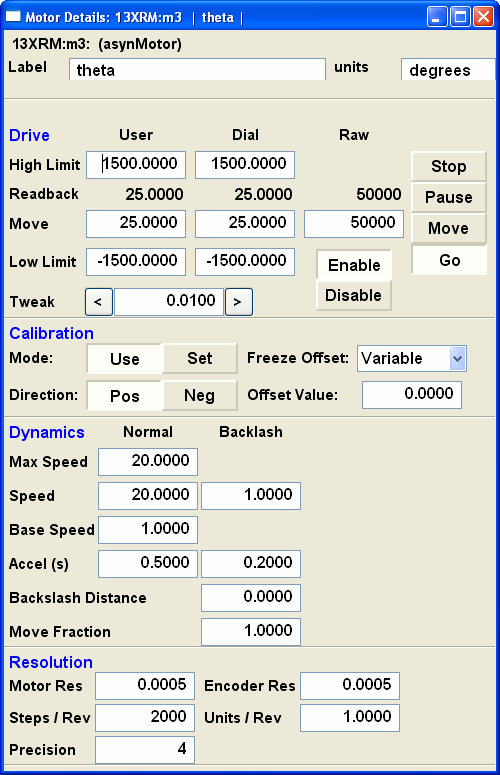 Motor Details: 13XRM:m3 | theta |
13XRM:m3: (asynMotor)
Label theta units degrees
Drive User Dial Raw
High Limit 1500.0000 1500.0000 Stop
Readback 25.0000 25.0000 50000 Pause
Move 25.0000 25.0000 50000 Move
Low Limit -1500.0000 -1500.0000 Enable Go
Disable
Tweak < 0.0100 >
Calibration
Mode: Use Set Freeze Offset: Variable
Direction: Pos Neg Offset Value: 0.0000
Dynamics Normal Backlash
Max Speed 20.0000
Speed 20.0000 1.0000
Base Speed 1.0000
Accel (s) 0.5000 0.2000
Backslash Distance 0.0000
Move Fraction 1.0000
Resolution
Motor Res 0.0005 Encoder Res 0.0005
Steps / Rev 2000 Units / Rev 1.0000
Precision 4